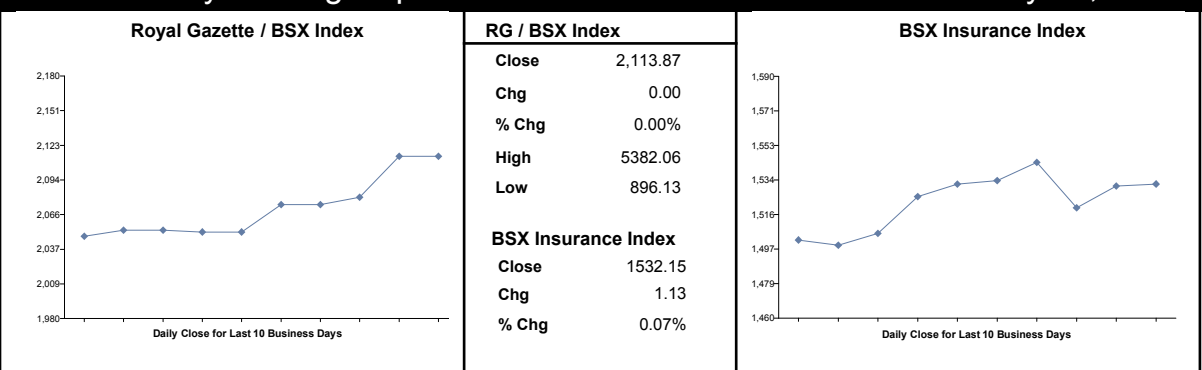 Royal Gazette / BSX Index
2,180
2,151
2,123
2,094
2,066
2,037
2,009
1,980
Daily Close for Last 10 Business Days
RG / BSX Index
Close 2,113.87
Chg 0.00
% Chg 0.00%
High 5382.06
Low 896.13
BSX Insurance Index
Close 1532.15
Chg 1.13
% Chg 0.07%
BSX Insurance Index
1,590
1,571
1,553
1,534
1,516
1,497
1,479
1,460
Daily Close for Last 10 Business Days